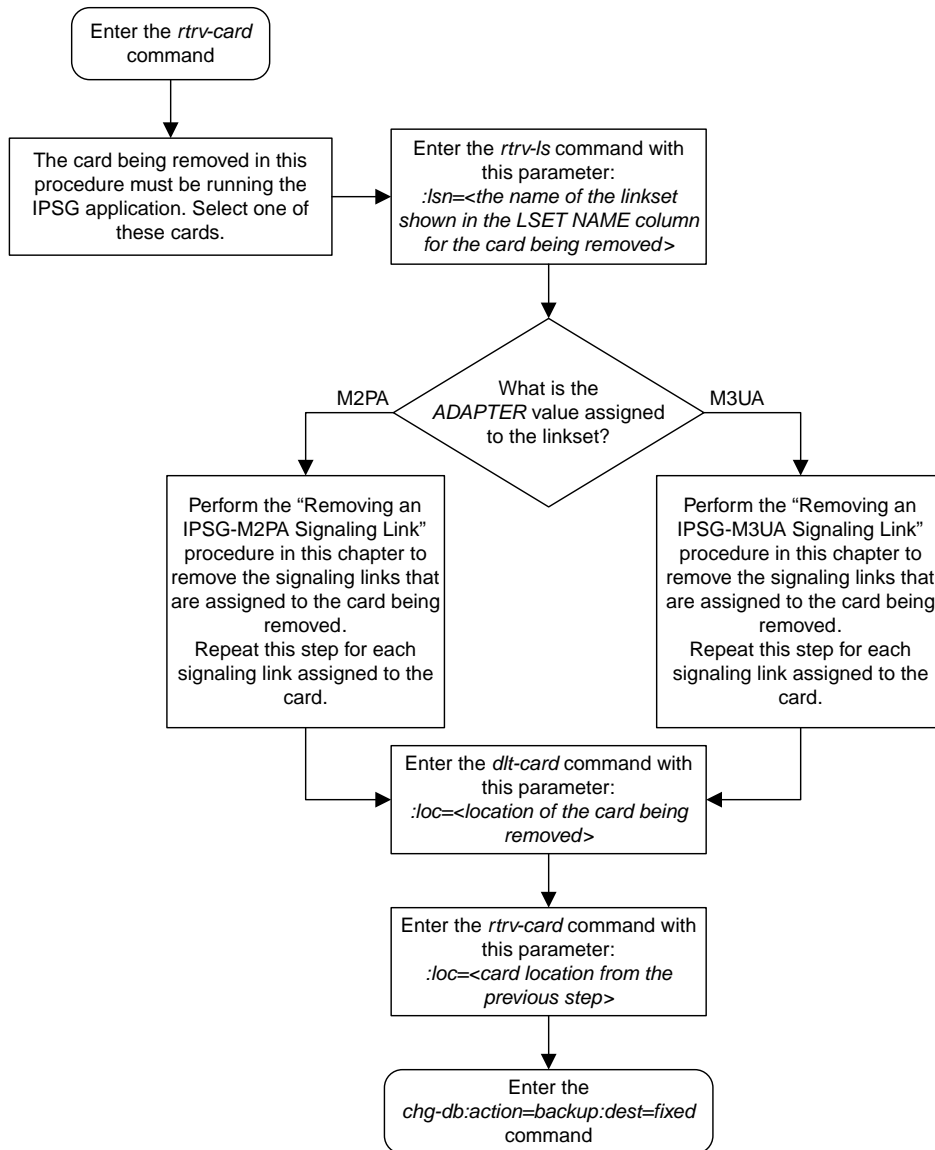 Enter the rtrv-card
command
The card being removed in this
procedure must be running the
IPSG application. Select one of
these cards.
Enter the rtrv-ls command with
this parameter:
:lsn=<the name of the linkset
shown in the LSET NAME column
for the card being removed>
What is the
ADAPTER value assigned
to the linkset?
M2PA
M3UA
Perform the “Removing an
IPSG-M2PA Signaling Link”
procedure in this chapter to
remove the signaling links that
are assigned to the card being
removed.
Repeat this step for each
signaling link assigned to the
card.
Perform the “Removing an
IPSG-M3UA Signaling Link”
procedure in this chapter to
remove the signaling links that
are assigned to the card being
removed.
Repeat this step for each
signaling link assigned to the
card.
Enter the dlt-card command with
this parameter:
:loc=<location of the card being
removed>
Enter the rtrv-card command with
this parameter:
:loc=<card location from the
previous step>
Enter the
chg-db:action=backup:dest=fixed
command